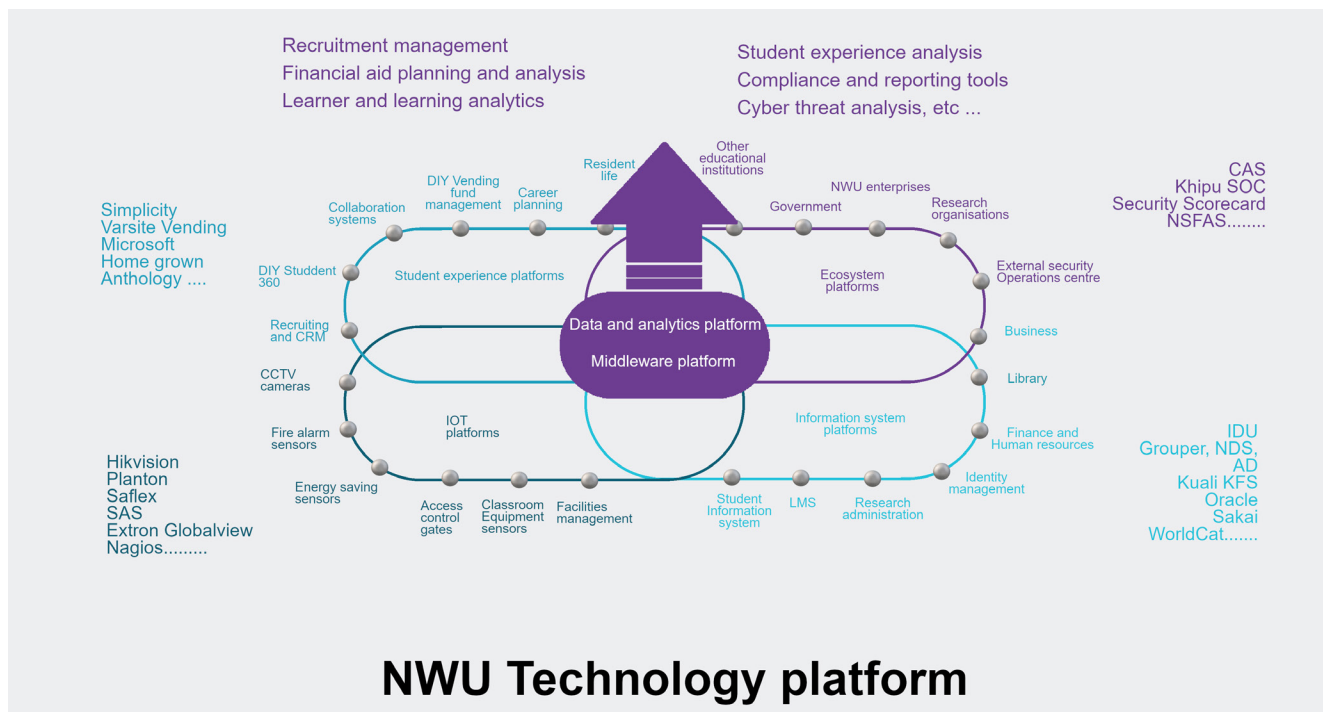 Recruitment management
Financial aid planning and analysis
Learner and learning analytics
Student experience analysis
Compliance and reporting tools
Cyber threat analysis, etc ...
Simplicity
Varsite Vending
Microsoft
Home grown
Anthology ....
CAS
Khipu SOC
Security Scorecard
NSFAS........
Resident
life
DIY Vending
fund
management
Career
planning
Collaboration
systems
DIY Studdent
360
Recruiting
and CRM
Student experience platforms
Other
educational
institutions
NWU enterprises
Government
Research
organisations
External security
Operations centre
Business
Ecosystem
platforms
Data and analytics platform
Middleware platform
CCTV
cameras
Fire alarm
sensors
Energy saving
sensors
Access
control
gates
Classroom
Equipment
sensors
Facilities
management
IOT
platforms
Information system
platforms
Library
Finance and
Human resources
Identity
management
Student
Information
system
LMS
Research
administration
Hikvision
Planton
Saflex
SAS
Extron Globalview
Nagios.........
IDU
Grouper, NDS,
AD
Kuali KFS
Oracle
Sakai
WorldCat.......
NWU Technology platform